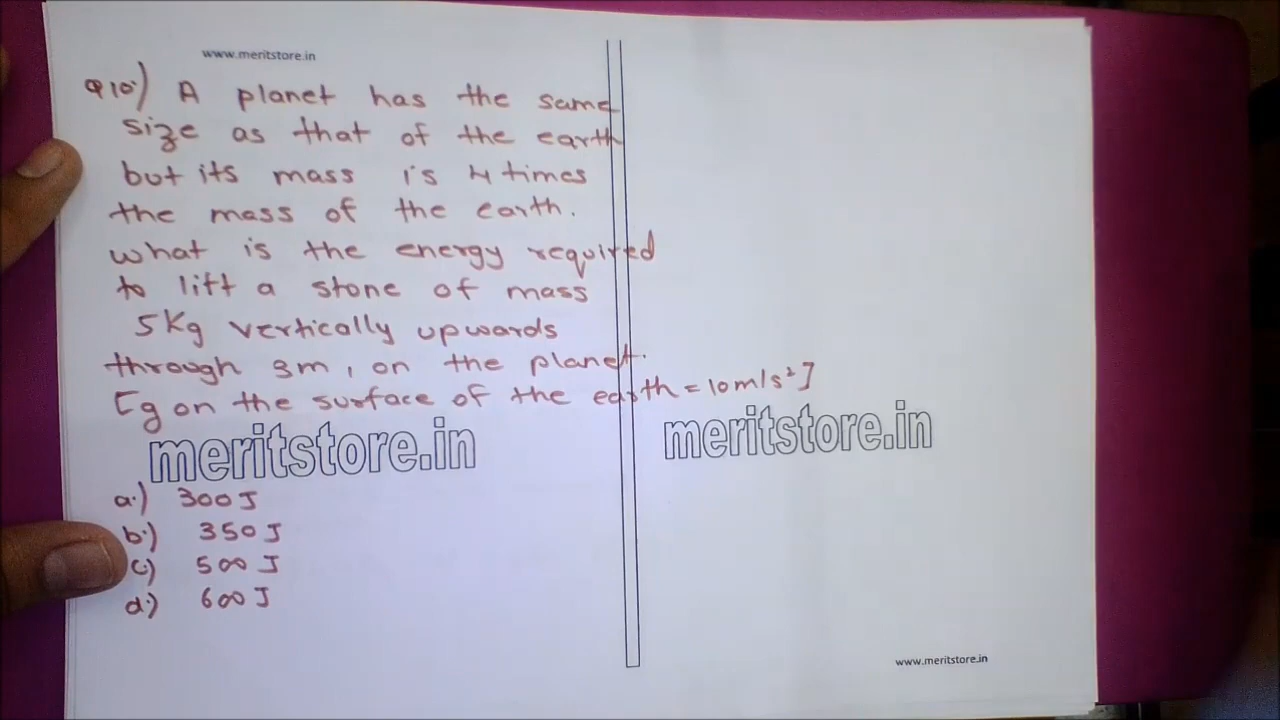 www.meritstore.in
Q10.) A planet has the same
size as that of the earth
but its mass is 4 times
the mass of the earth.
what is the energy required
to lift a stone of mass
5 Kg vertically upwards
through 3m, on the planet.
[g on the surface of the earth = 10 m/s²]
meritstore.in
meritstore.in
a.) 300 J
b.) 350 J
c.) 500 J
d.) 600 J
www.meritstore.in